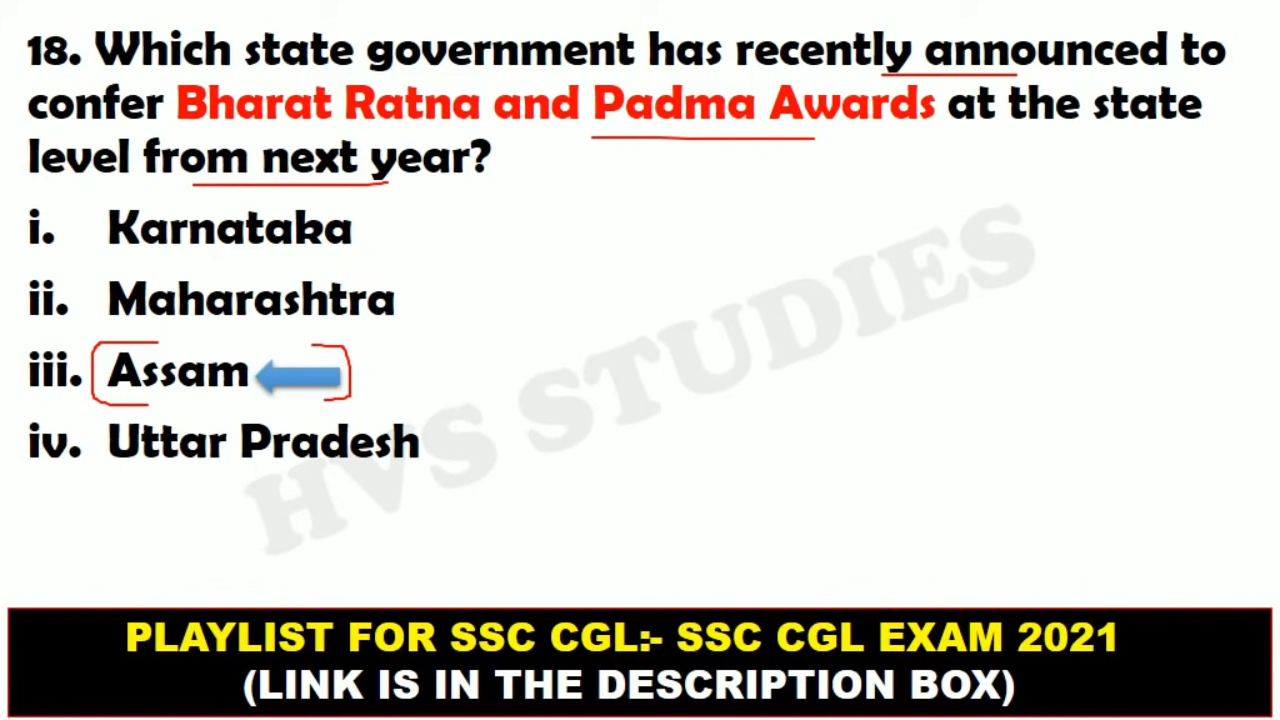 18. Which state government has recently announced to
confer Bharat Ratna and Padma Awards at the state
level from next year?
i. Karnataka
ii. Maharashtra
iii. Assam
iv. Uttar Pradesh
HVS STUDIES
PLAYLIST FOR SSC CGL:- SSC CGL EXAM 2021
(LINK IS IN THE DESCRIPTION BOX)